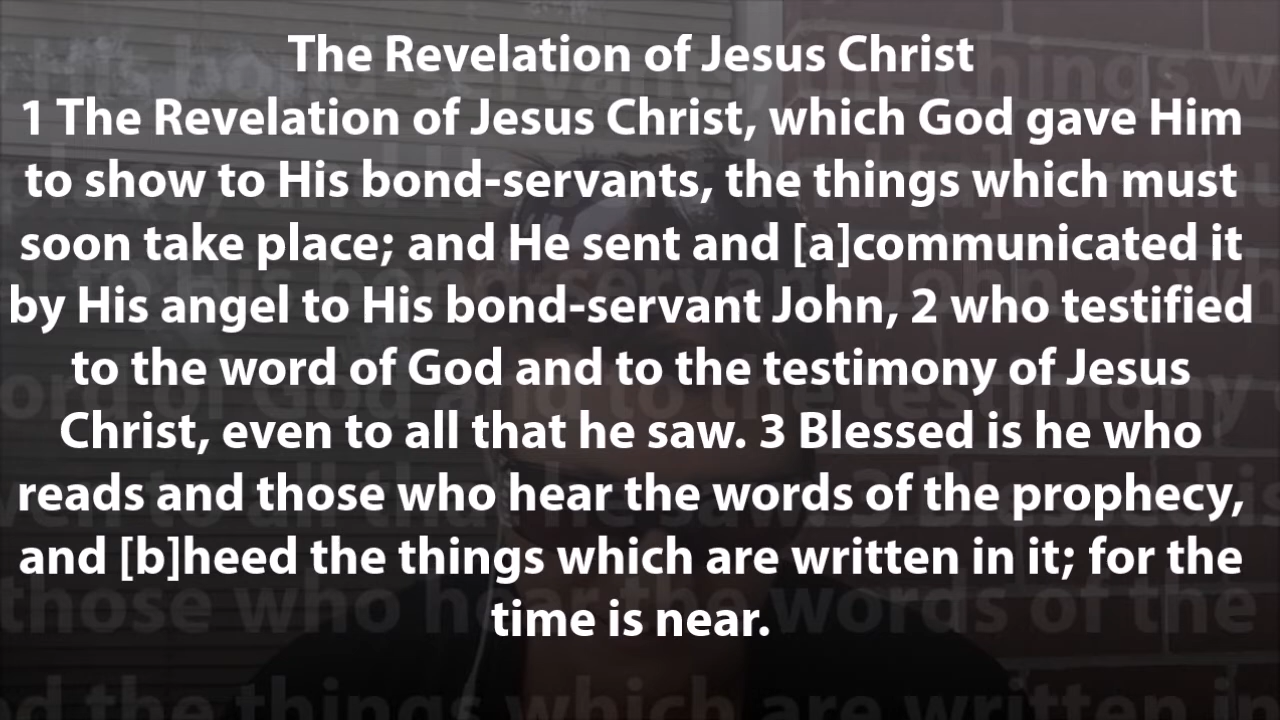 The Revelation of Jesus Christ
1 The Revelation of Jesus Christ, which God gave Him
to show to His bond-servants, the things which must
soon take place; and He sent and [a]communicated it
by His angel to His bond-servant John, 2 who testified
to the word of God and to the testimony of Jesus
Christ, even to all that he saw. 3 Blessed is he who
reads and those who hear the words of the prophecy,
and [b]heed the things which are written in it; for the
time is near.